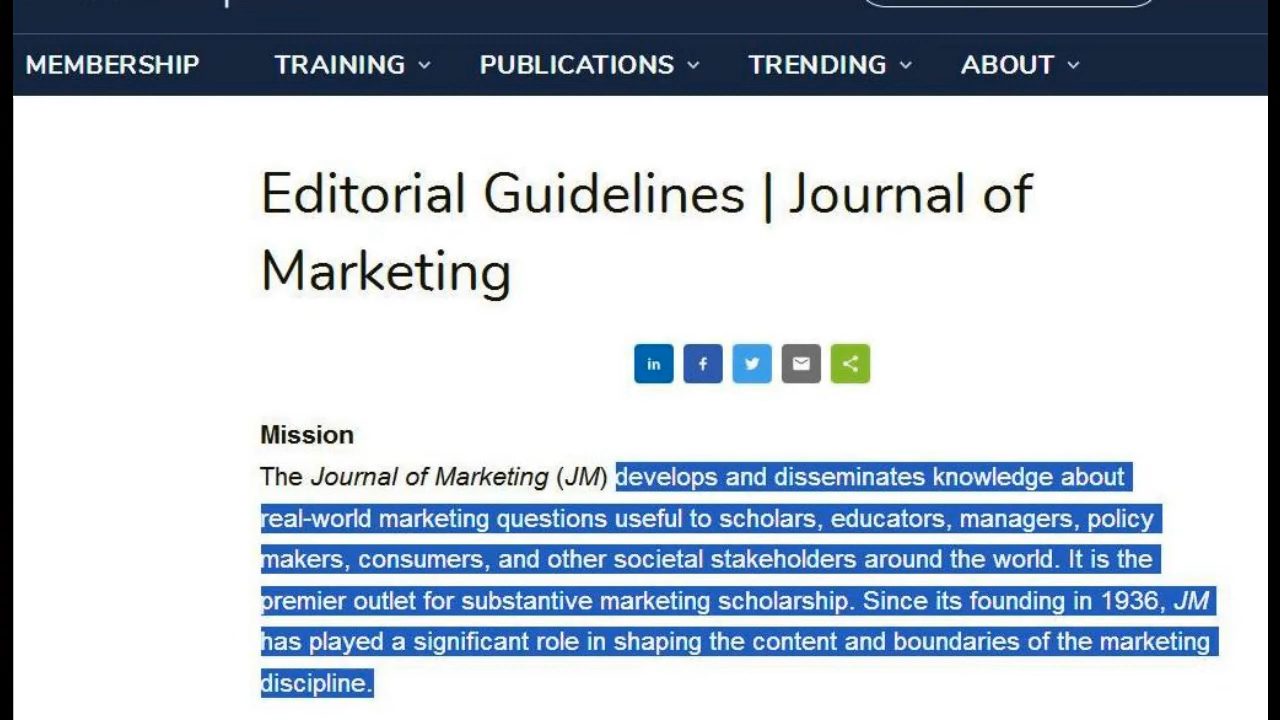 MEMBERSHIP TRAINING PUBLICATIONS TRENDING ABOUT
Editorial Guidelines | Journal of
Marketing
in f
Mission
The Journal of Marketing (JM) develops and disseminates knowledge about
real-world marketing questions useful to scholars, educators, managers, policy
makers, consumers, and other societal stakeholders around the world. It is the
premier outlet for substantive marketing scholarship. Since its founding in 1936, JM
has played a significant role in shaping the content and boundaries of the marketing
discipline.